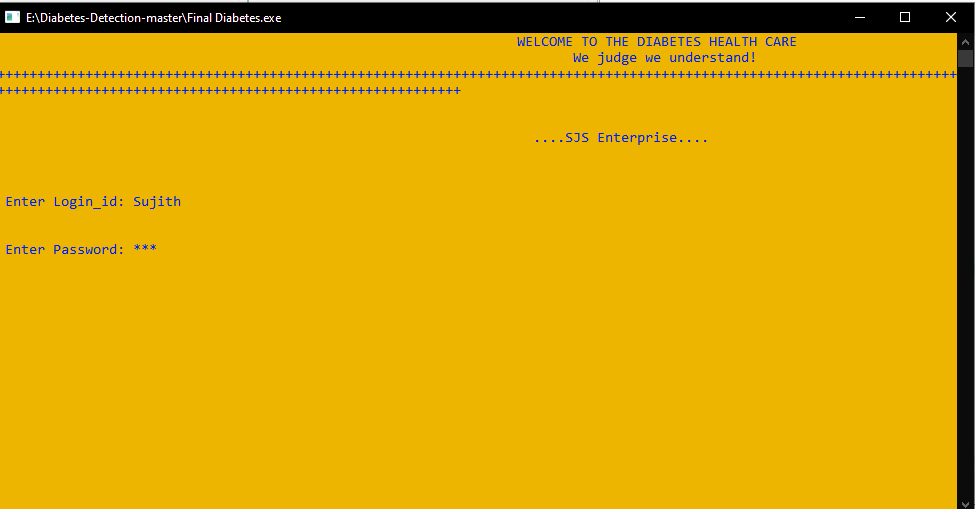 E:\Diabetes-Detection-master\Final Diabetes.exe
WELCOME TO THE DIABETES HEALTH CARE
We judge we understand!
++++++++++++++++++++++++++++++++++++++++++++++++++++++++++++++++++++++++++++++++++++++++++++++++++++++++++++++++++++++++
++++++++++++++++++++++++++++++++++++++++++++++++++++++++++
....SJS Enterprise....
Enter Login_id: Sujith
Enter Password: ***